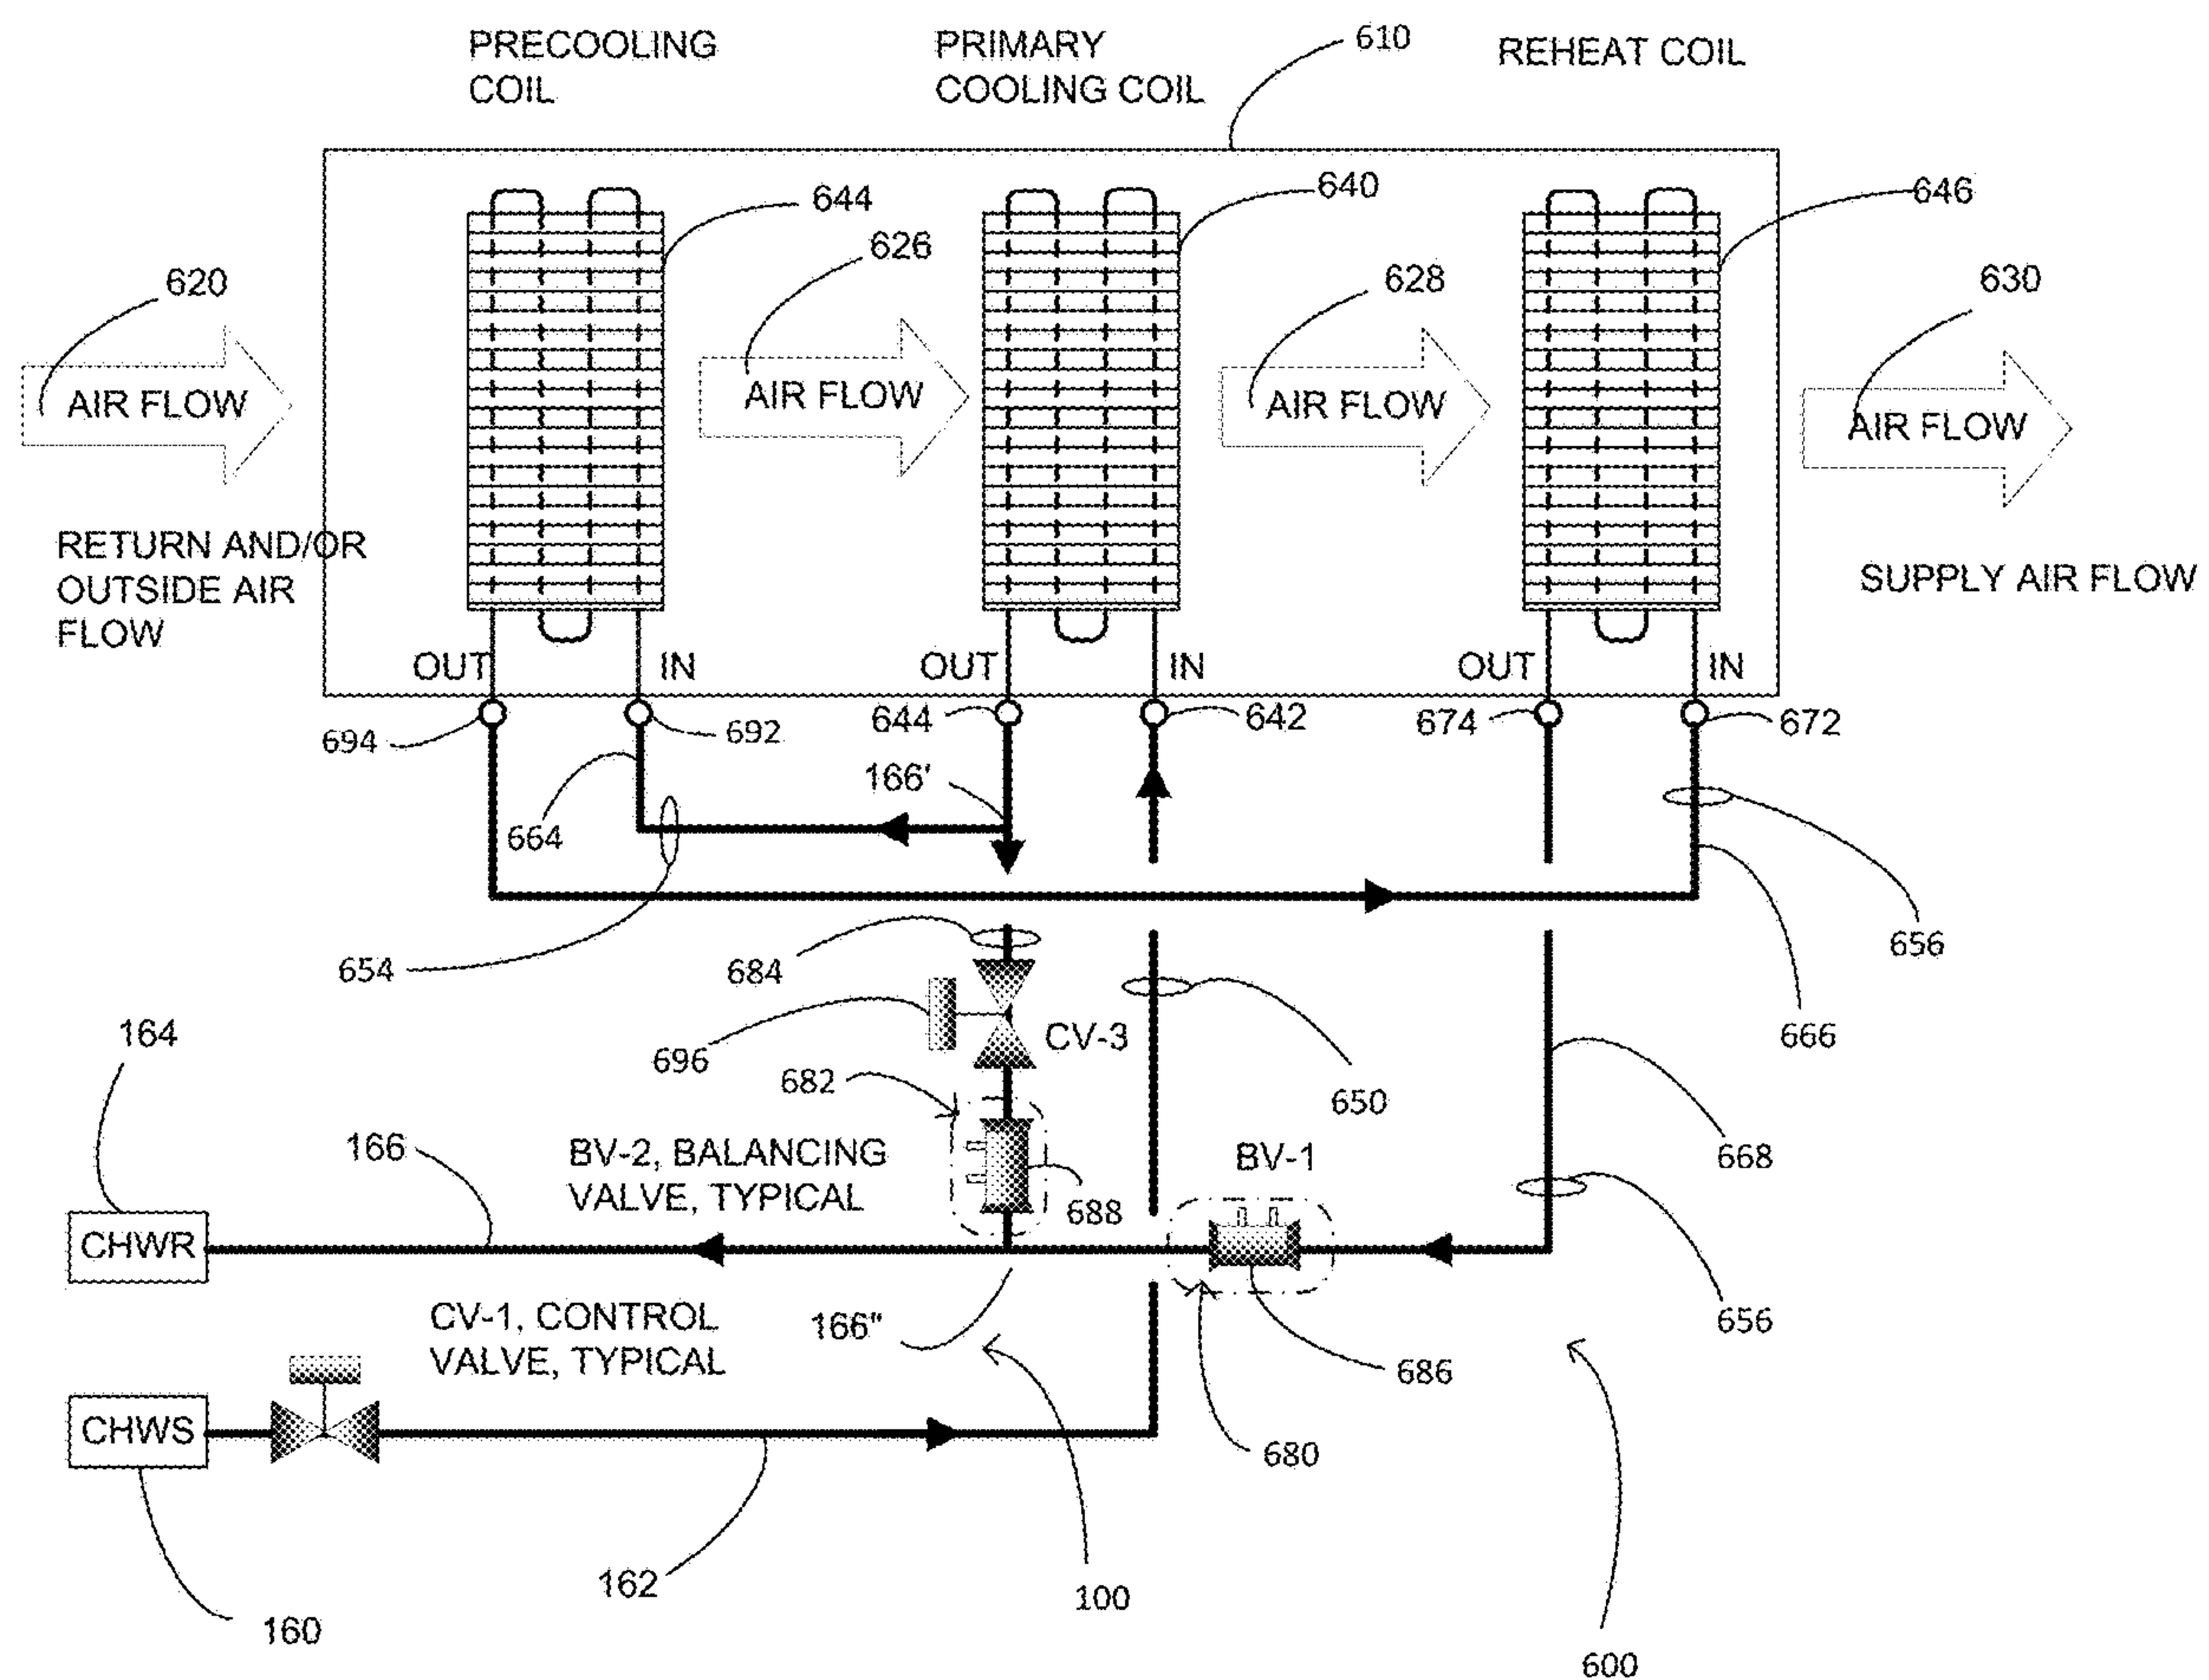 PRECOOLING
COIL
PRIMARY
COOLING COIL
610
REHEAT COIL
644
640
646
620
626
628
630
AIR FLOW
AIR FLOW
AIR FLOW
AIR FLOW
RETURN AND/OR
OUTSIDE AIR
FLOW
SUPPLY AIR FLOW
OUT
IN
OUT
IN
OUT
IN
694
692
644
642
674
672
166'
664
654
684
656
696
CV-3
666
164
682
650
166
BV-2, BALANCING
VALVE, TYPICAL
688
BV-1
668
CHWR
CV-1, CONTROL
VALVE, TYPICAL
166"
686
656
CHWS
680
162
100
160
600